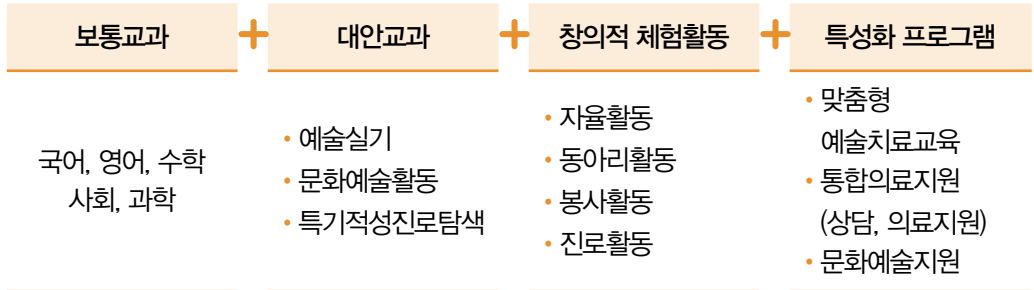 보통교과 + 대안교과 + 창의적 체험활동 + 특성화 프로그램
국어, 영어, 수학
사회, 과학
• 예술실기
• 문화예술활동
• 특기적성진로탐색
• 자율활동
• 동아리활동
• 봉사활동
• 진로활동
• 맞춤형
예술치료교육
• 통합의료지원
(상담, 의료지원)
• 문화예술지원